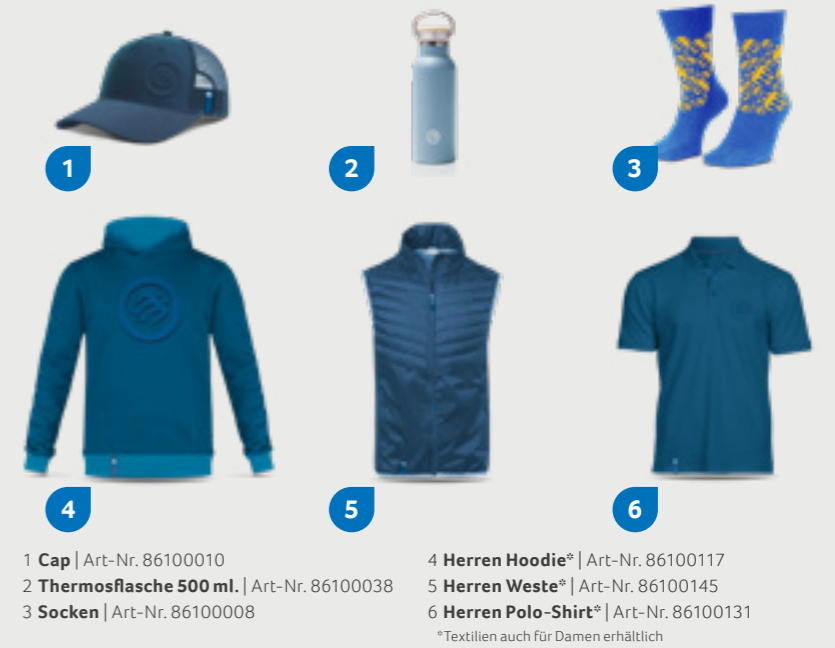 1
2
3
4
5
6
1 Cap | Art-Nr. 86100010
2 Thermosflasche 500 ml. | Art-Nr. 86100038
3 Socken | Art-Nr. 86100008
4 Herren Hoodie* | Art-Nr. 86100117
5 Herren Weste* | Art-Nr. 86100145
6 Herren Polo-Shirt* | Art-Nr. 86100131
*Textilien auch für Damen erhältlich